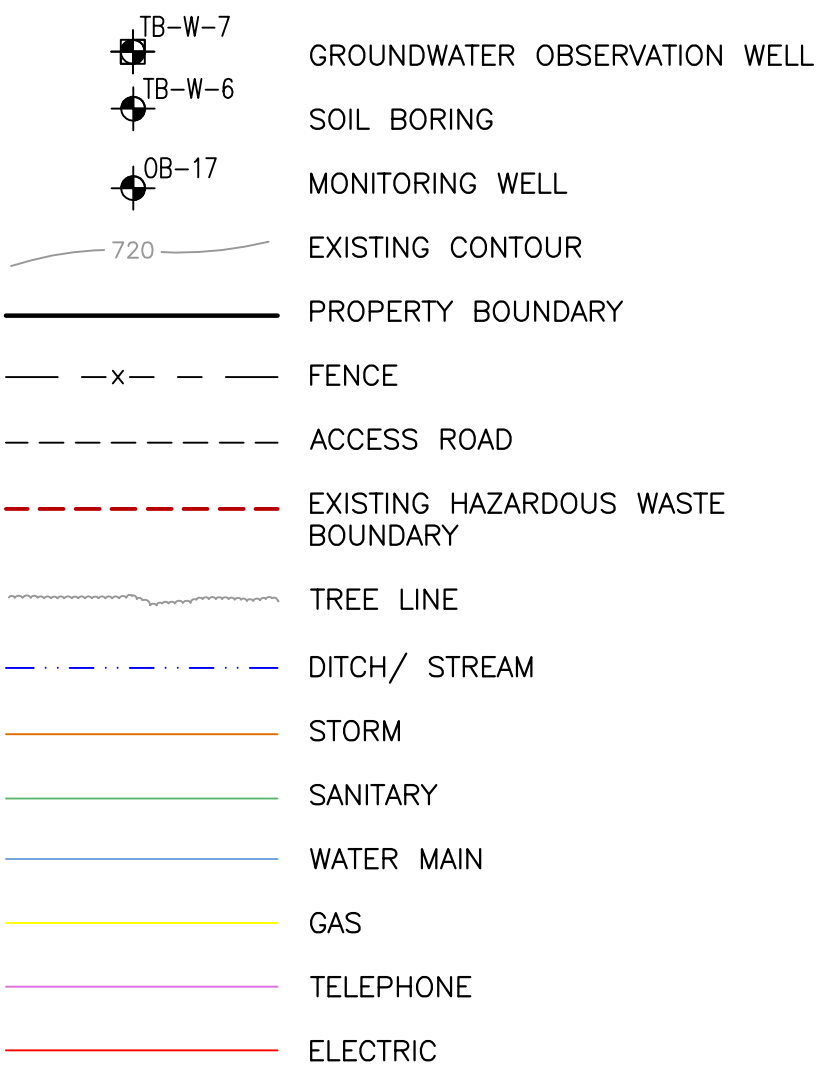 TB-W-7
GROUNDWATER OBSERVATION WELL
TB-W-6
SOIL BORING
OB-17
MONITORING WELL
720
EXISTING CONTOUR
PROPERTY BOUNDARY
x
FENCE
ACCESS ROAD
EXISTING HAZARDOUS WASTE
BOUNDARY
TREE LINE
DITCH/ STREAM
STORM
SANITARY
WATER MAIN
GAS
TELEPHONE
ELECTRIC